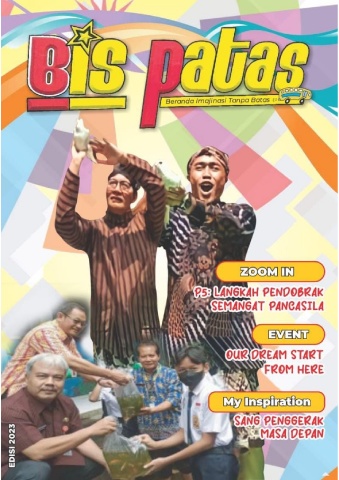 Bis Patas
Beranda Imajinasi Tanpa Batas
ZOOM IN
P5: LANGKAH PENDOBRAK
SEMANGAT PANCASILA
EVENT
OUR DREAM START
FROM HERE
My Inspiration
SANG PENGGERAK
MASA DEPAN
EDISI 2023